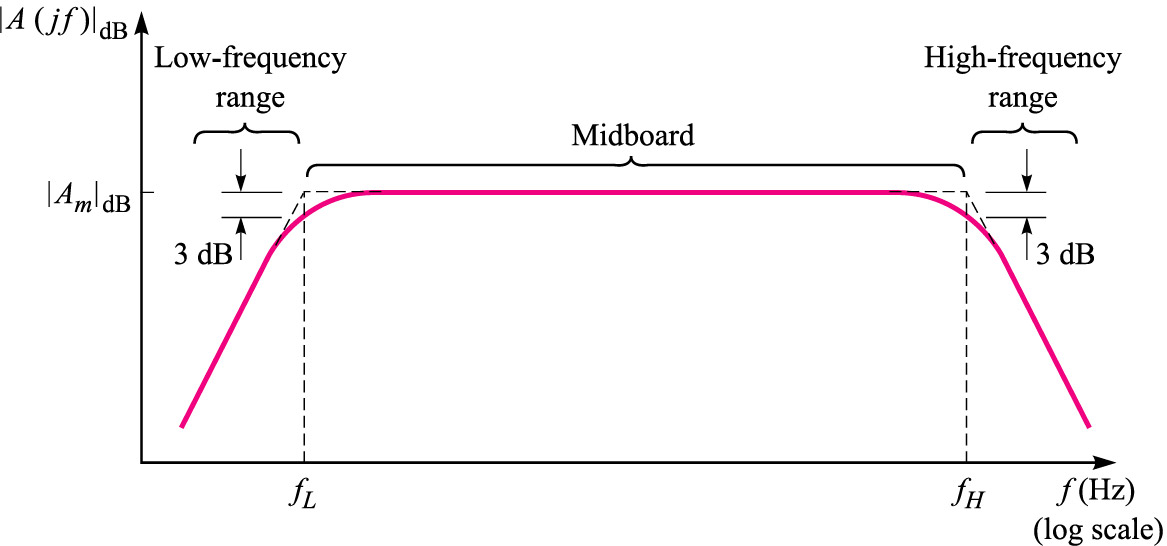 |A (jf)|dB
Low-frequency
range
High-frequency
range
Midboard
|Am|dB
3 dB
3 dB
fL
fH
f (Hz)
(log scale)